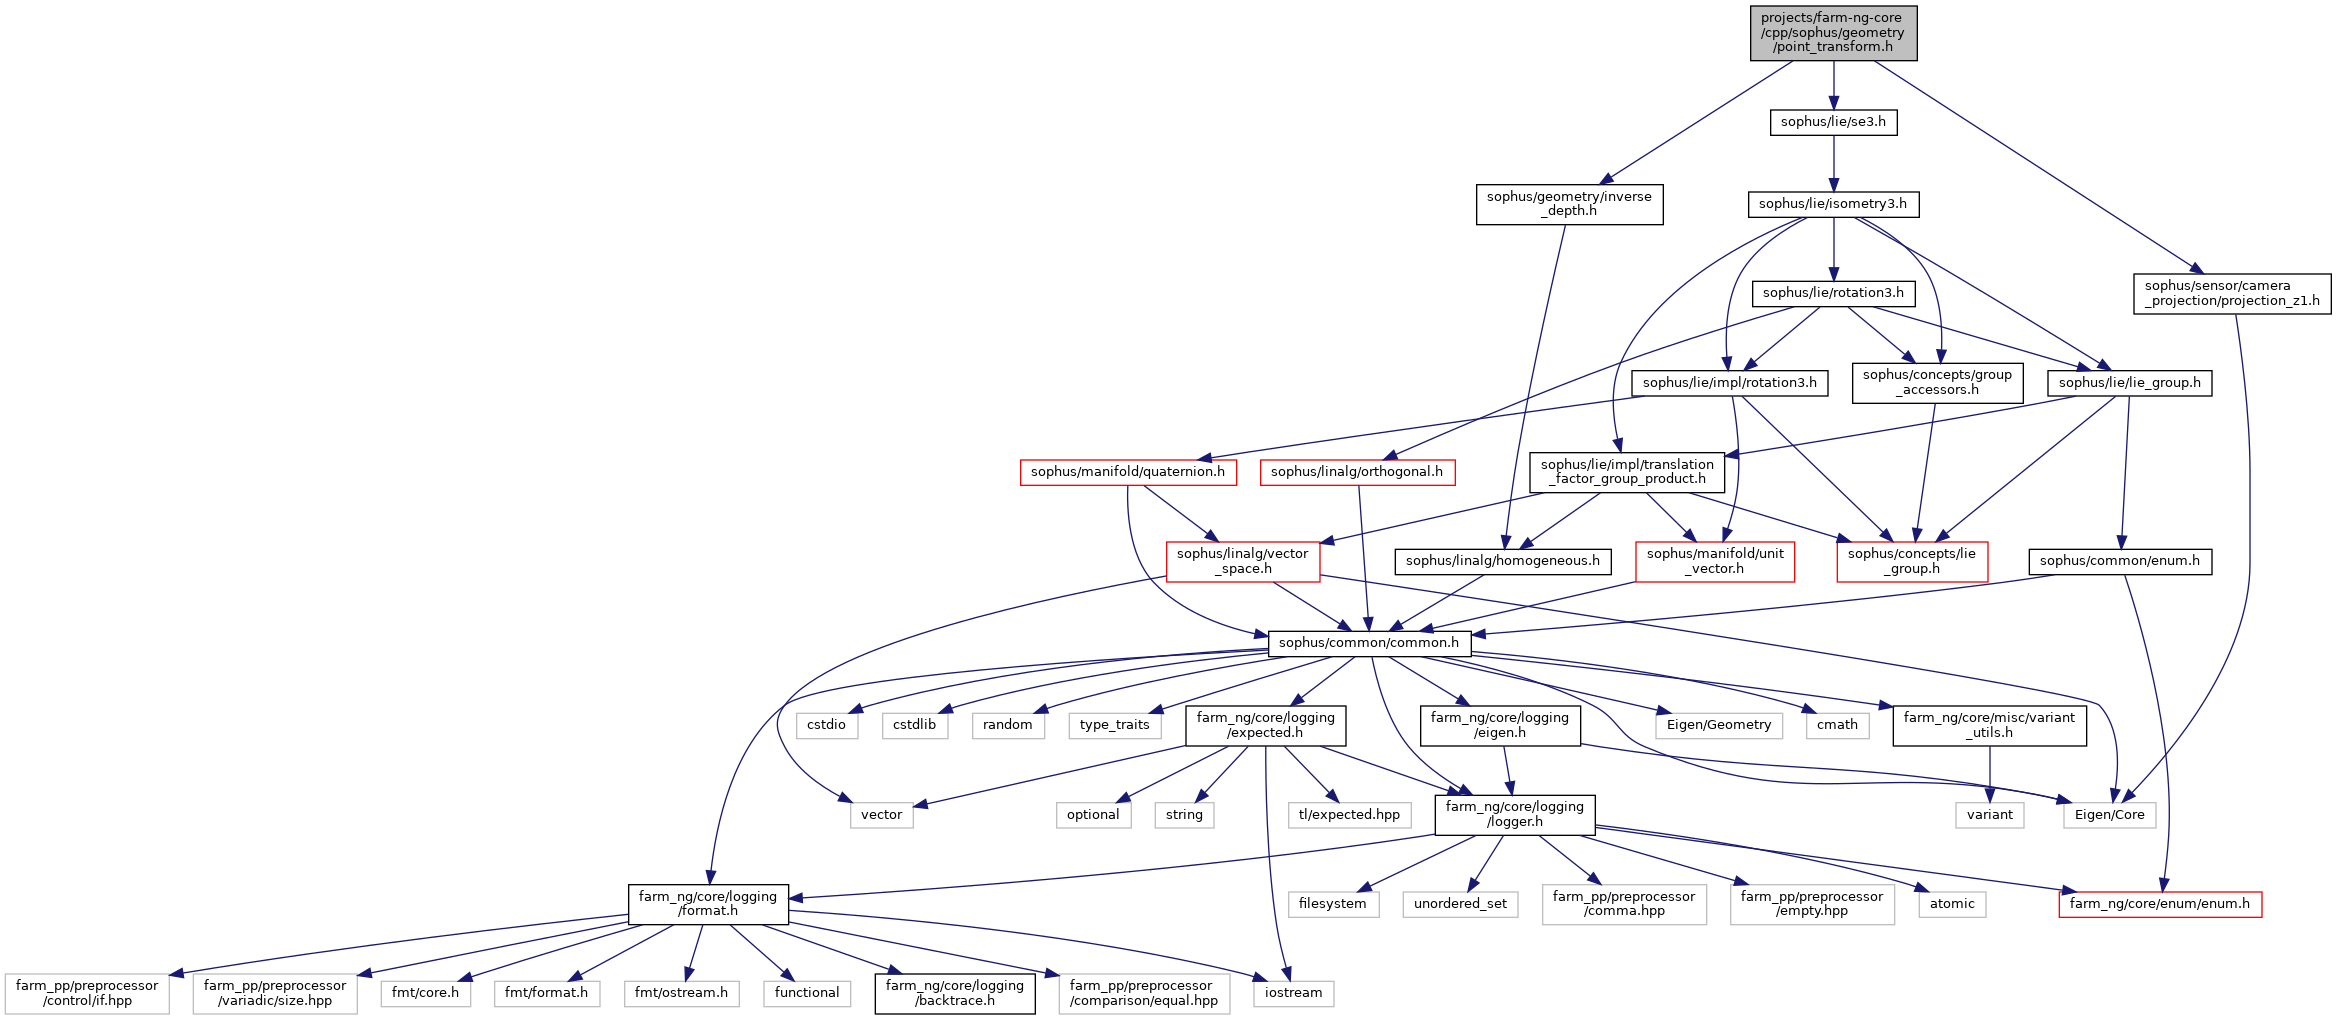 projects/farm-ng-core
/cpp/sophus/geometry
/point_transform.h
sophus/lie/se3.h
sophus/geometry/inverse
_depth.h
sophus/lie/isometry3.h
sophus/sensor/camera
_projection/projection_z1.h
sophus/lie/rotation3.h
sophus/lie/impl/rotation3.h
sophus/concepts/group
_accessors.h
sophus/lie/lie_group.h
sophus/manifold/quaternion.h
sophus/linalg/orthogonal.h
sophus/lie/impl/translation
_factor_group_product.h
sophus/linalg/vector
_space.h
sophus/linalg/homogeneous.h
sophus/manifold/unit
_vector.h
sophus/concepts/lie
_group.h
sophus/common/enum.h
sophus/common/common.h
cstdio
cstdlib
random
type_traits
farm_ng/core/logging
/expected.h
farm_ng/core/logging
/eigen.h
Eigen/Geometry
cmath
farm_ng/core/misc/variant
_utils.h
vector
optional
string
tl/expected.hpp
farm_ng/core/logging
/logger.h
variant
Eigen/Core
farm_ng/core/logging
/format.h
filesystem
unordered_set
farm_pp/preprocessor
/comma.hpp
farm_pp/preprocessor
/empty.hpp
atomic
farm_ng/core/enum/enum.h
farm_pp/preprocessor
/control/if.hpp
farm_pp/preprocessor
/variadic/size.hpp
fmt/core.h
fmt/format.h
fmt/ostream.h
functional
farm_ng/core/logging
/backtrace.h
farm_pp/preprocessor
/comparison/equal.hpp
iostream